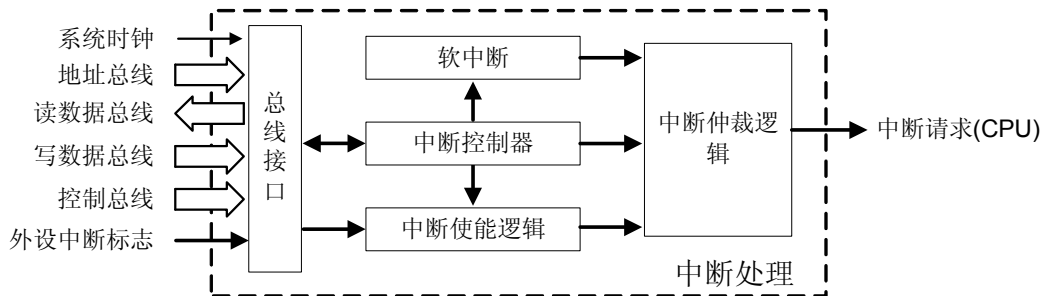 系统时钟
地址总线
读数据总线
写数据总线
控制总线
外设中断标志
总
线
接
口
软中断
中断控制器
中断使能逻辑
中断仲裁逻
辑
中断处理
中断请求(CPU)